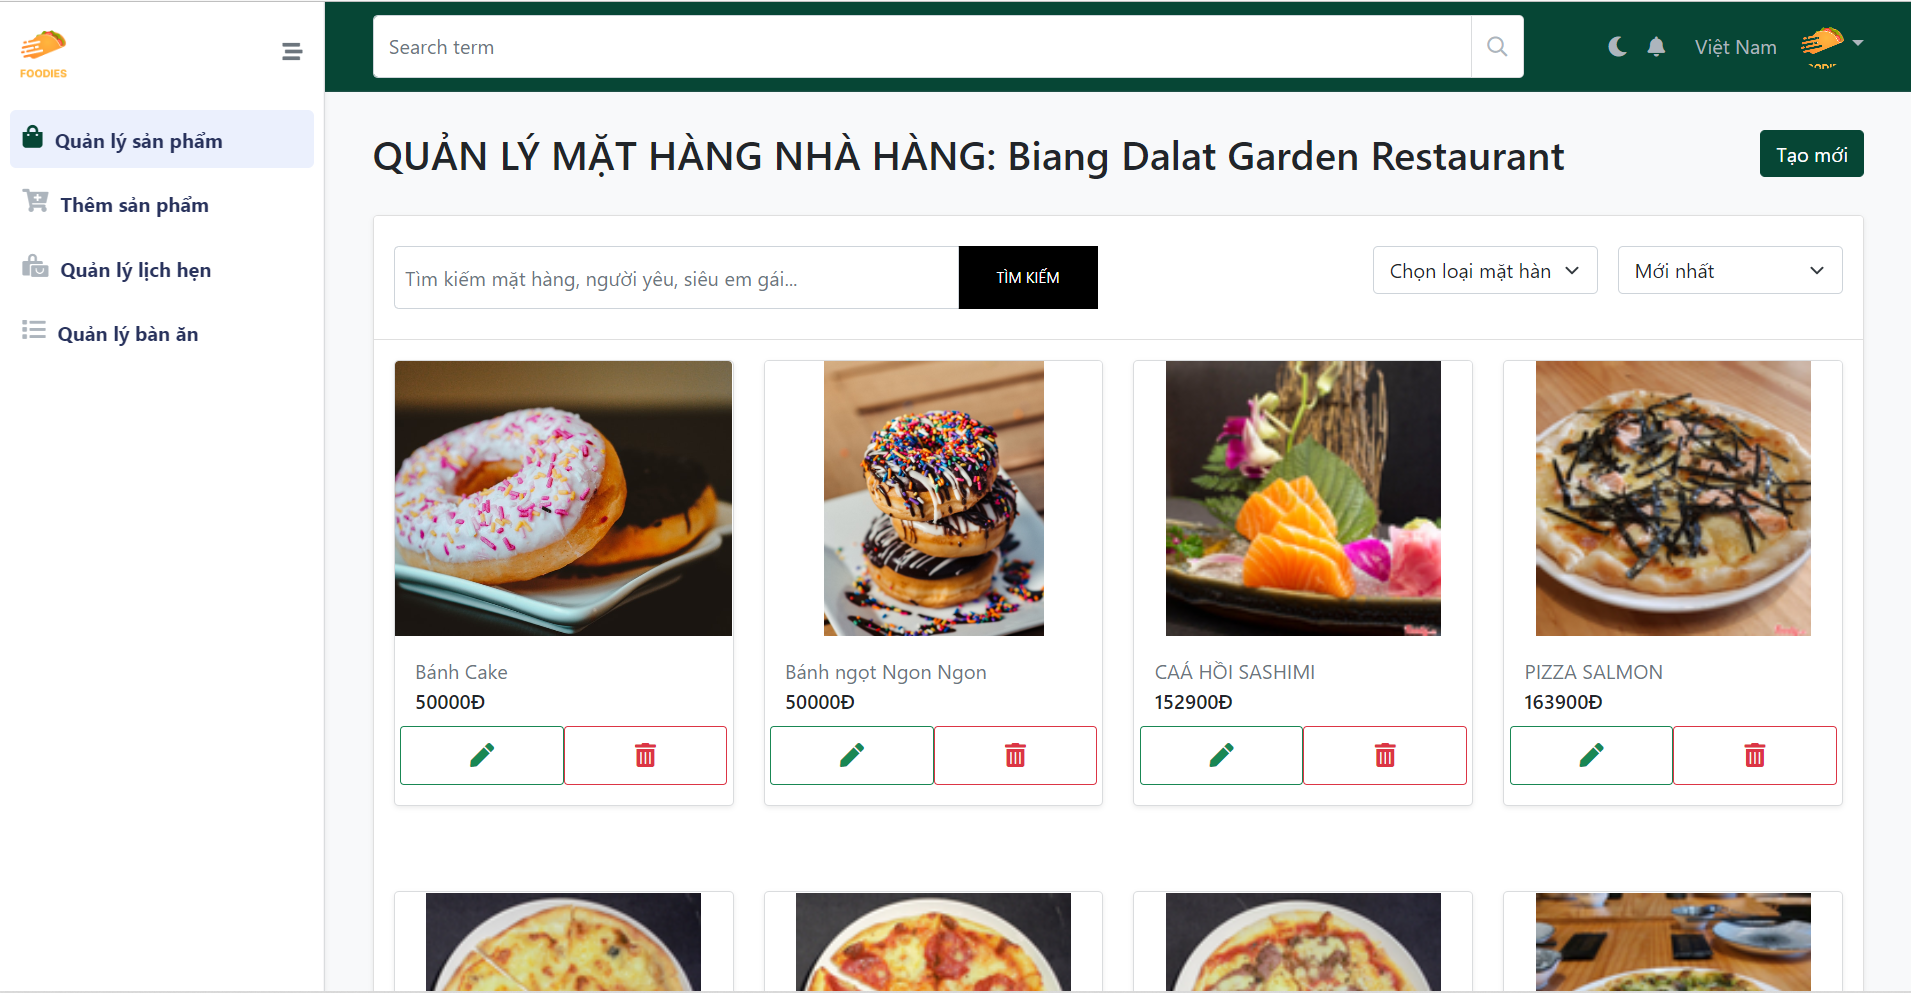 FOODIES
Search term
Việt Nam
Quản lý sản phẩm
Thêm sản phẩm
Quản lý lịch hẹn
Quản lý bàn ăn
QUẢN LÝ MẶT HÀNG NHÀ HÀNG: Biang Dalat Garden Restaurant
Tạo mới
Tìm kiếm mặt hàng, người yêu, siêu em gái...
TÌM KIẾM
Chọn loại mặt hàn
Mới nhất
Bánh Cake
50000Đ
Bánh ngọt Ngon Ngon
50000Đ
CAÁ HỒI SASHIMI
152900Đ
PIZZA SALMON
163900Đ